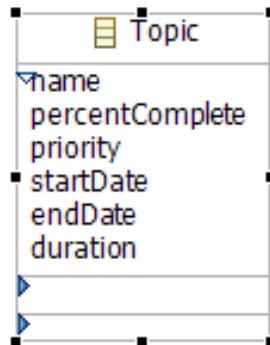 Topic
name
percentComplete
priority
startDate
endDate
duration